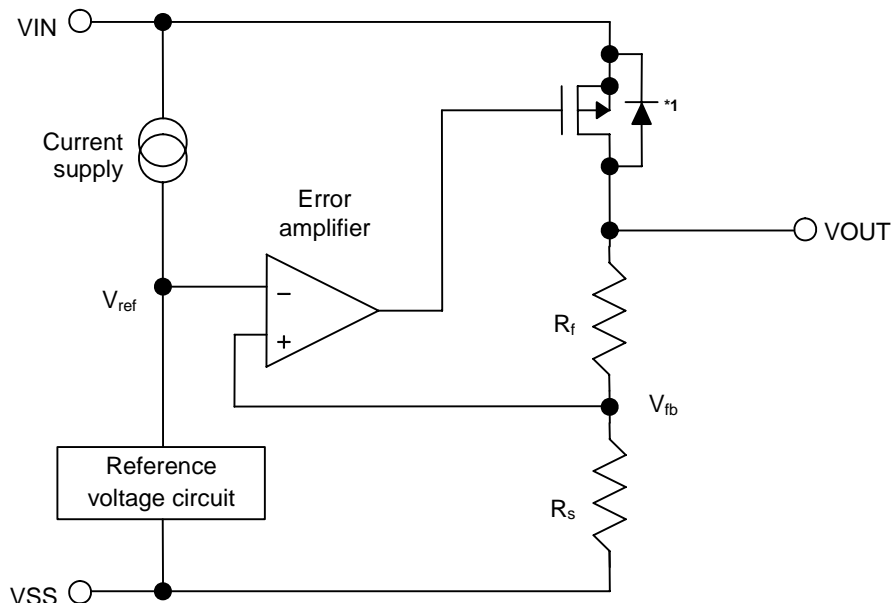 VIN
*1
Current
supply
Error
amplifier
VOUT
Vref
−
+
Rf
Vfb
Reference
voltage circuit
Rs
VSS